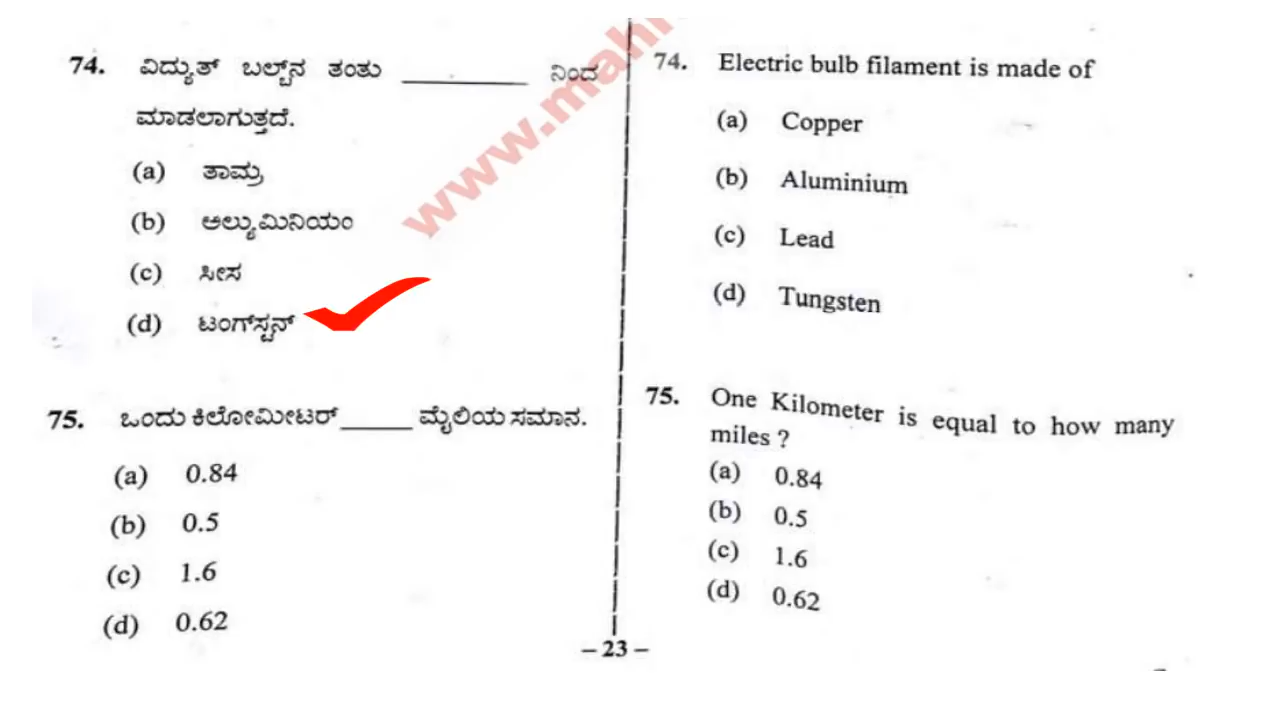 74. ವಿದ್ಯುತ್ ಬಲ್ಬ್‌ನ ತಂತು ________ ನಿಂದ
ಮಾಡಲಾಗುತ್ತದೆ.
(a) ತಾಮ್ರ
(b) ಅಲ್ಯುಮಿನಿಯಂ
(c) ಸೀಸ
(d) ಟಂಗ್‌ಸ್ಟನ್
75. ಒಂದು ಕಿಲೋಮೀಟರ್ _____ ಮೈಲಿಯ ಸಮಾನ.
(a) 0.84
(b) 0.5
(c) 1.6
(d) 0.62
74. Electric bulb filament is made of
(a) Copper
(b) Aluminium
(c) Lead
(d) Tungsten
75. One Kilometer is equal to how many
miles ?
(a) 0.84
(b) 0.5
(c) 1.6
(d) 0.62
– 23 –